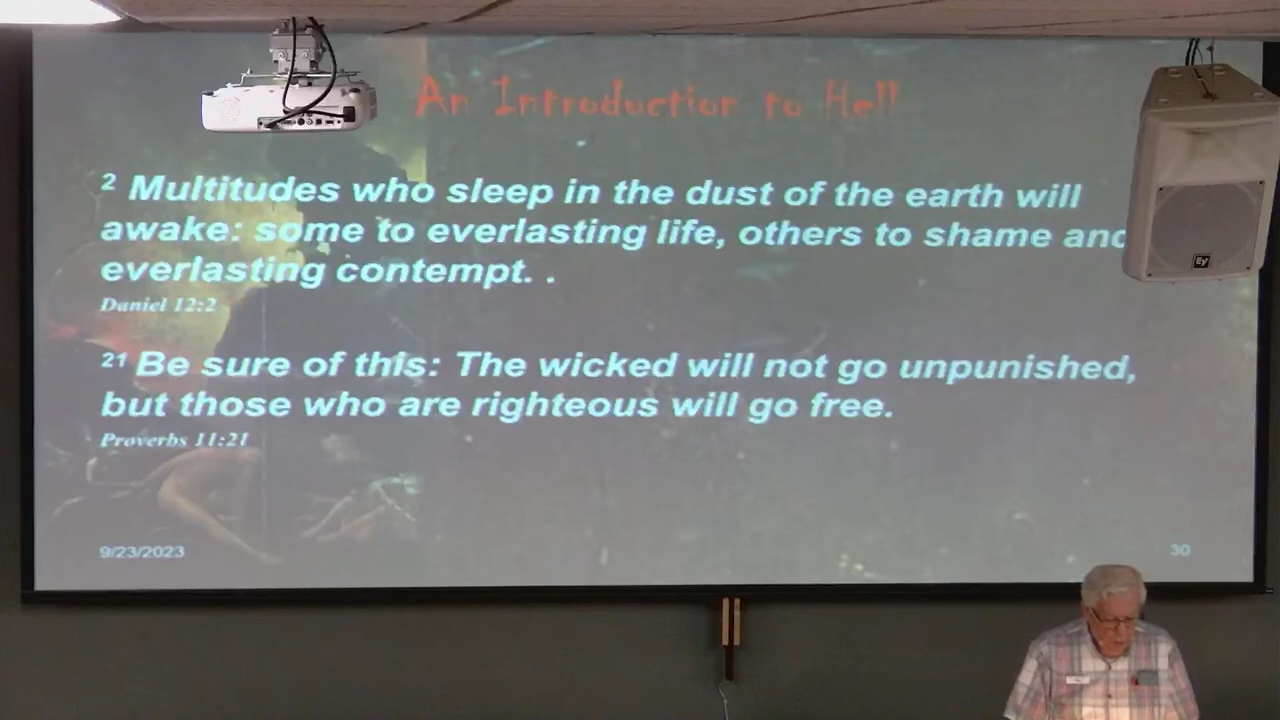 An Introduction to Hell
2 Multitudes who sleep in the dust of the earth will
awake: some to everlasting life, others to shame and
everlasting contempt. .
Daniel 12:2
21 Be sure of this: The wicked will not go unpunished,
but those who are righteous will go free.
Proverbs 11:21
9/23/2023
30
EV